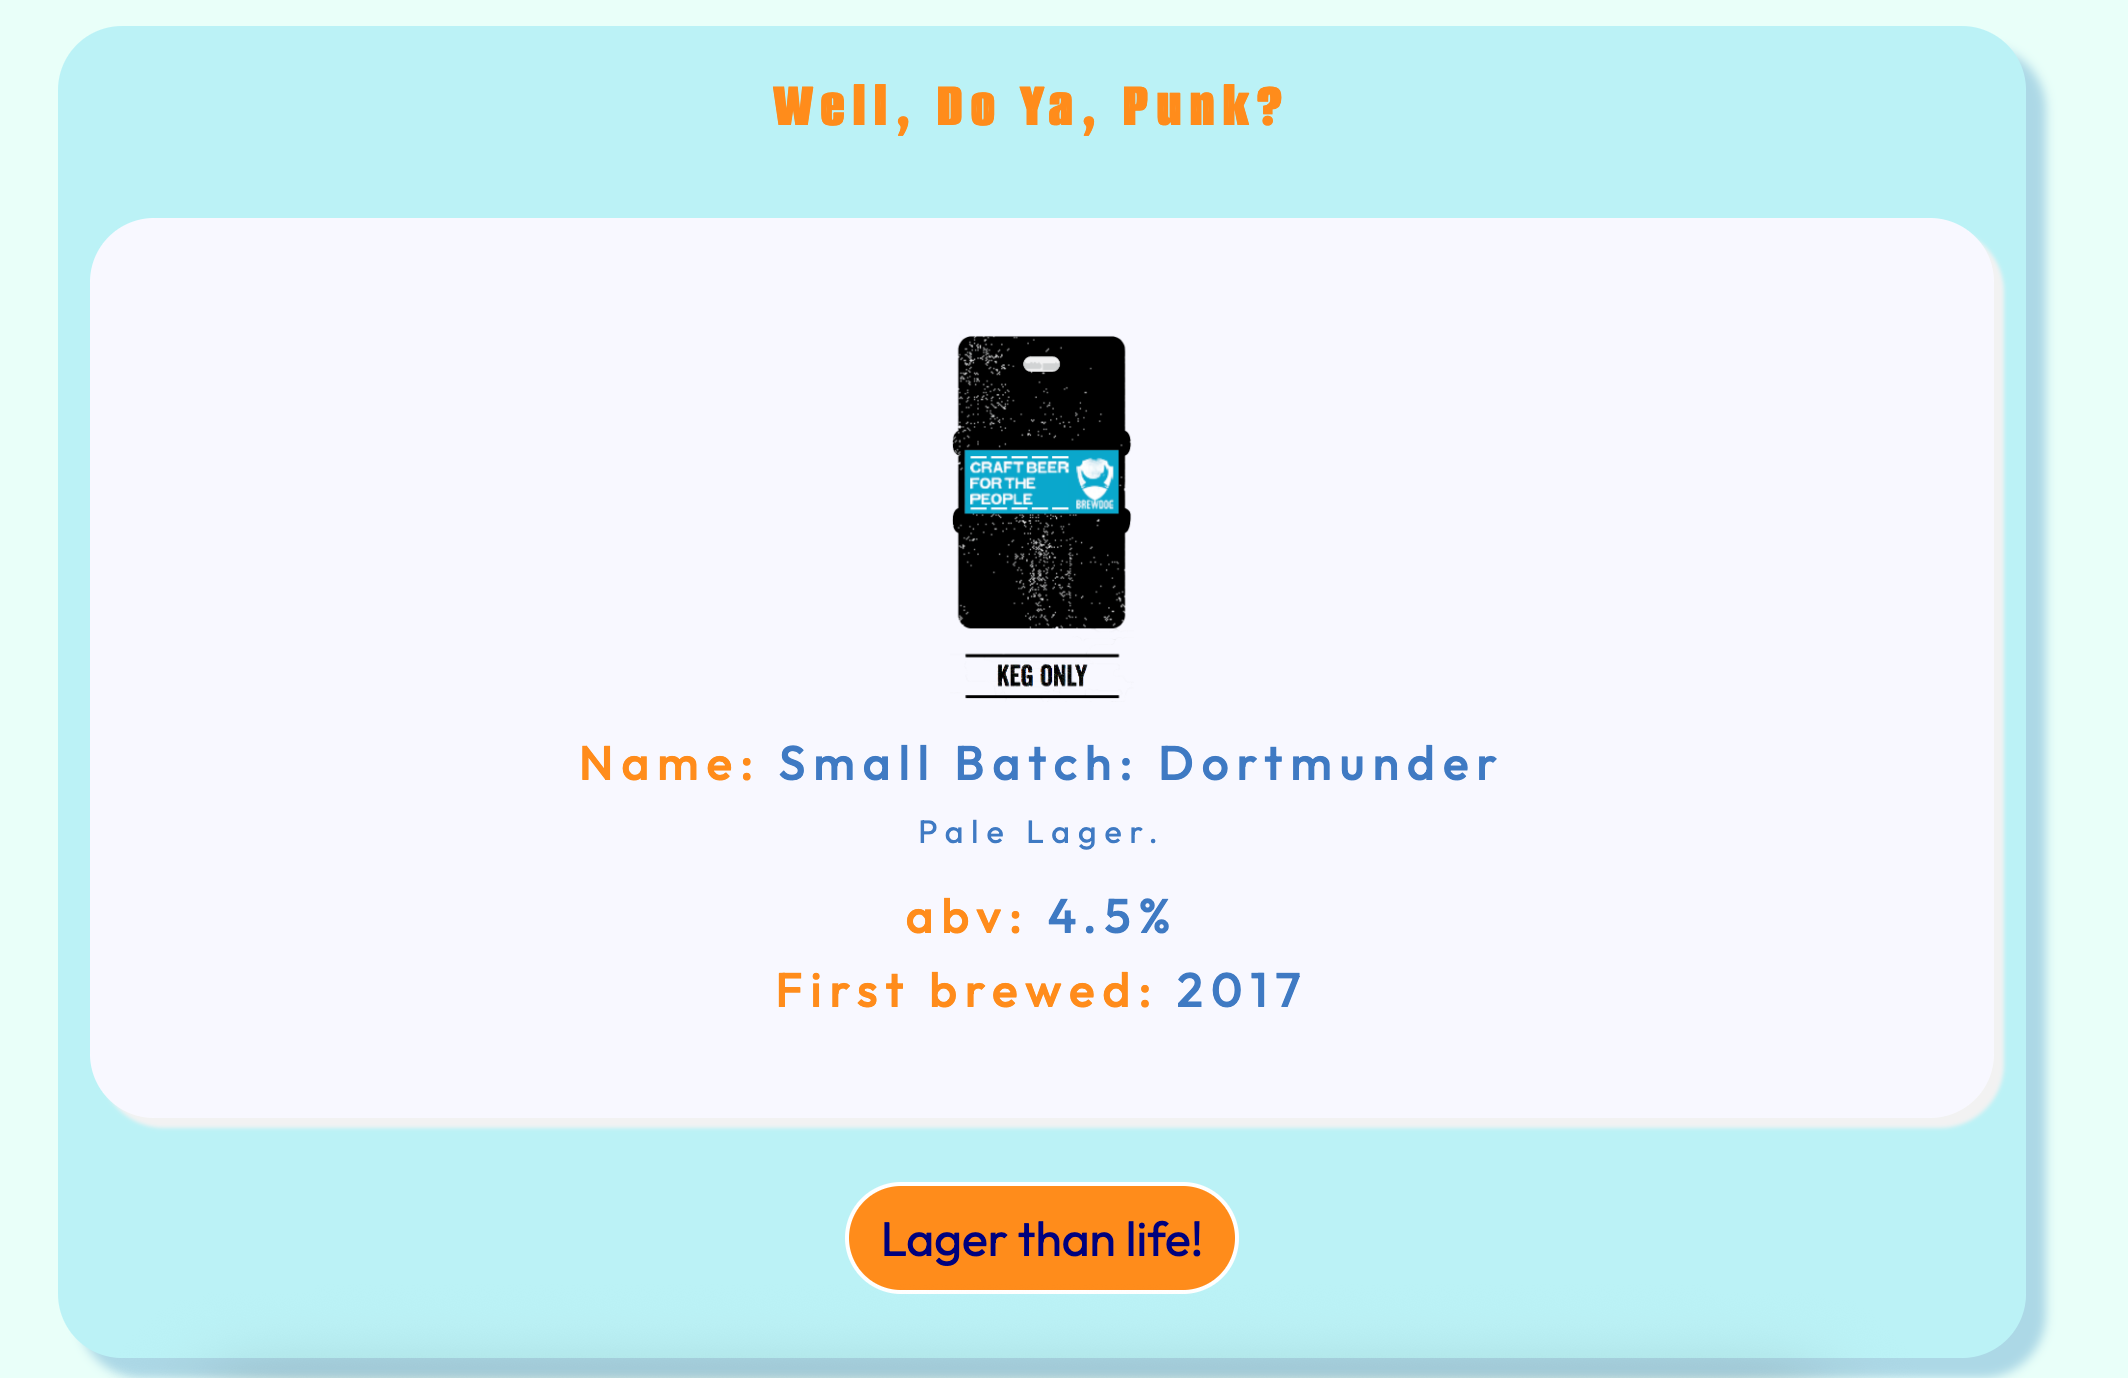 Well, Do Ya, Punk?
CRAFT BEER
FOR THE
PEOPLE
BREWDOG
KEG ONLY
Name: Small Batch: Dortmunder
Pale Lager.
abv: 4.5%
First brewed: 2017
Lager than life!